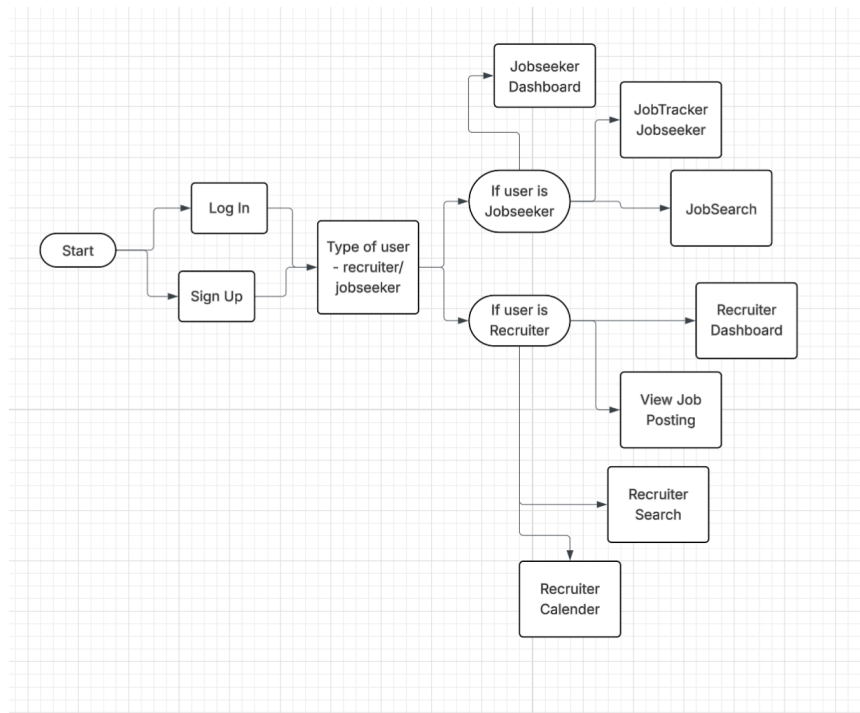 Start
Log In
Sign Up
Type of user
- recruiter/
jobseeker
If user is
Jobseeker
Jobseeker
Dashboard
JobTracker
Jobseeker
JobSearch
If user is
Recruiter
Recruiter
Dashboard
View Job
Posting
Recruiter
Search
Recruiter
Calender